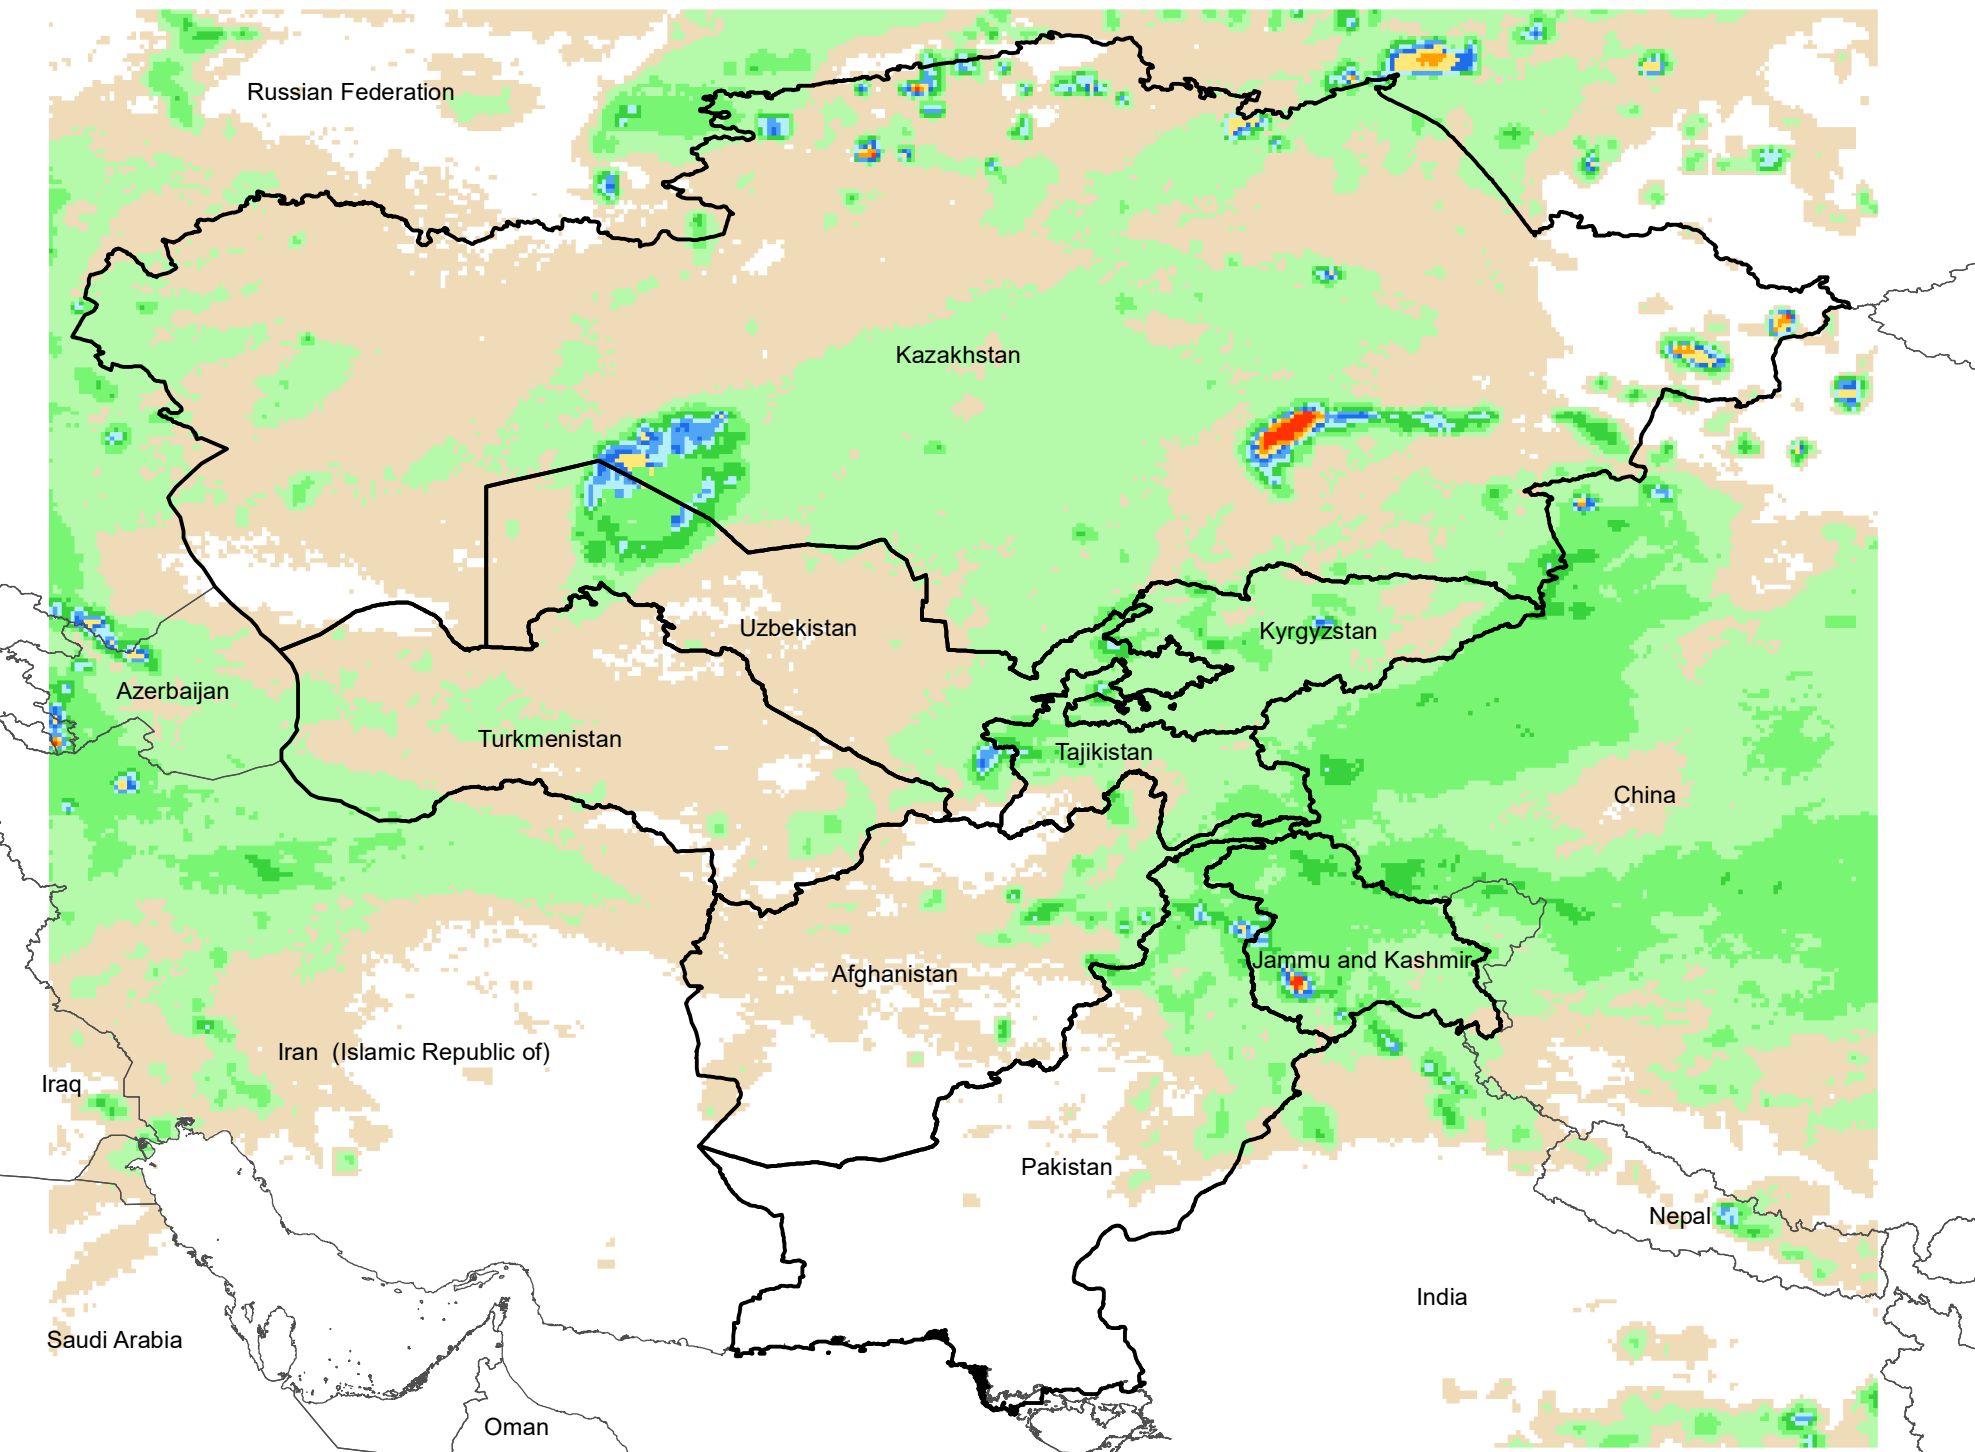 Russian Federation
Kazakhstan
Uzbekistan
Kyrgyzstan
Azerbaijan
Turkmenistan
Tajikistan
China
Jammu and Kashmir
Afghanistan
Iran  (Islamic Republic of)
Iraq
Pakistan
Nepal
India
Saudi Arabia
Oman